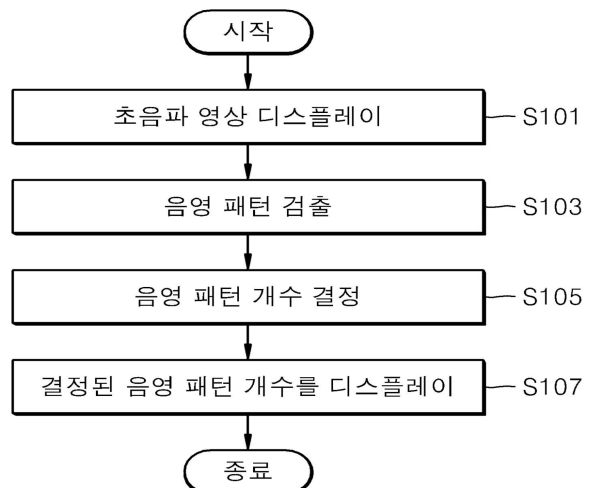 시작
초음파 영상 디스플레이
S101
음영 패턴 검출
S103
음영 패턴 개수 결정
S105
결정된 음영 패턴 개수를 디스플레이
S107
종료